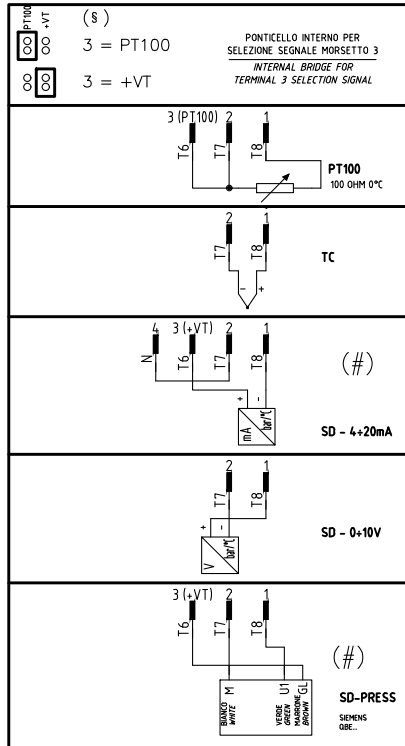 PT100
+VT
(§)
3 = PT100
3 = +VT
PONTICELLO INTERNO PER
SELEZIONE SEGNALE MORSETTO 3
INTERNAL BRIDGE FOR
TERMINAL 3 SELECTION SIGNAL
3 (PT100) 2 1
T6 T7 T8
PT100
100 OHM 0°C
2 1
T7 T8
- +
TC
4 3 (+VT) 2 1
N T6 T7 T8
(#)
+ -
mA bar/°C
SD - 4÷20mA
2 1
T7 T8
+ -
V bar/°C
SD - 0÷10V
3 (+VT) 2 1
T6 T7 T8
(#)
M U1 GL
BIANCO
WHITE
VERDE
GREEN
MARRONE
BROWN
SD-PRESS
SIEMENS
QBE...